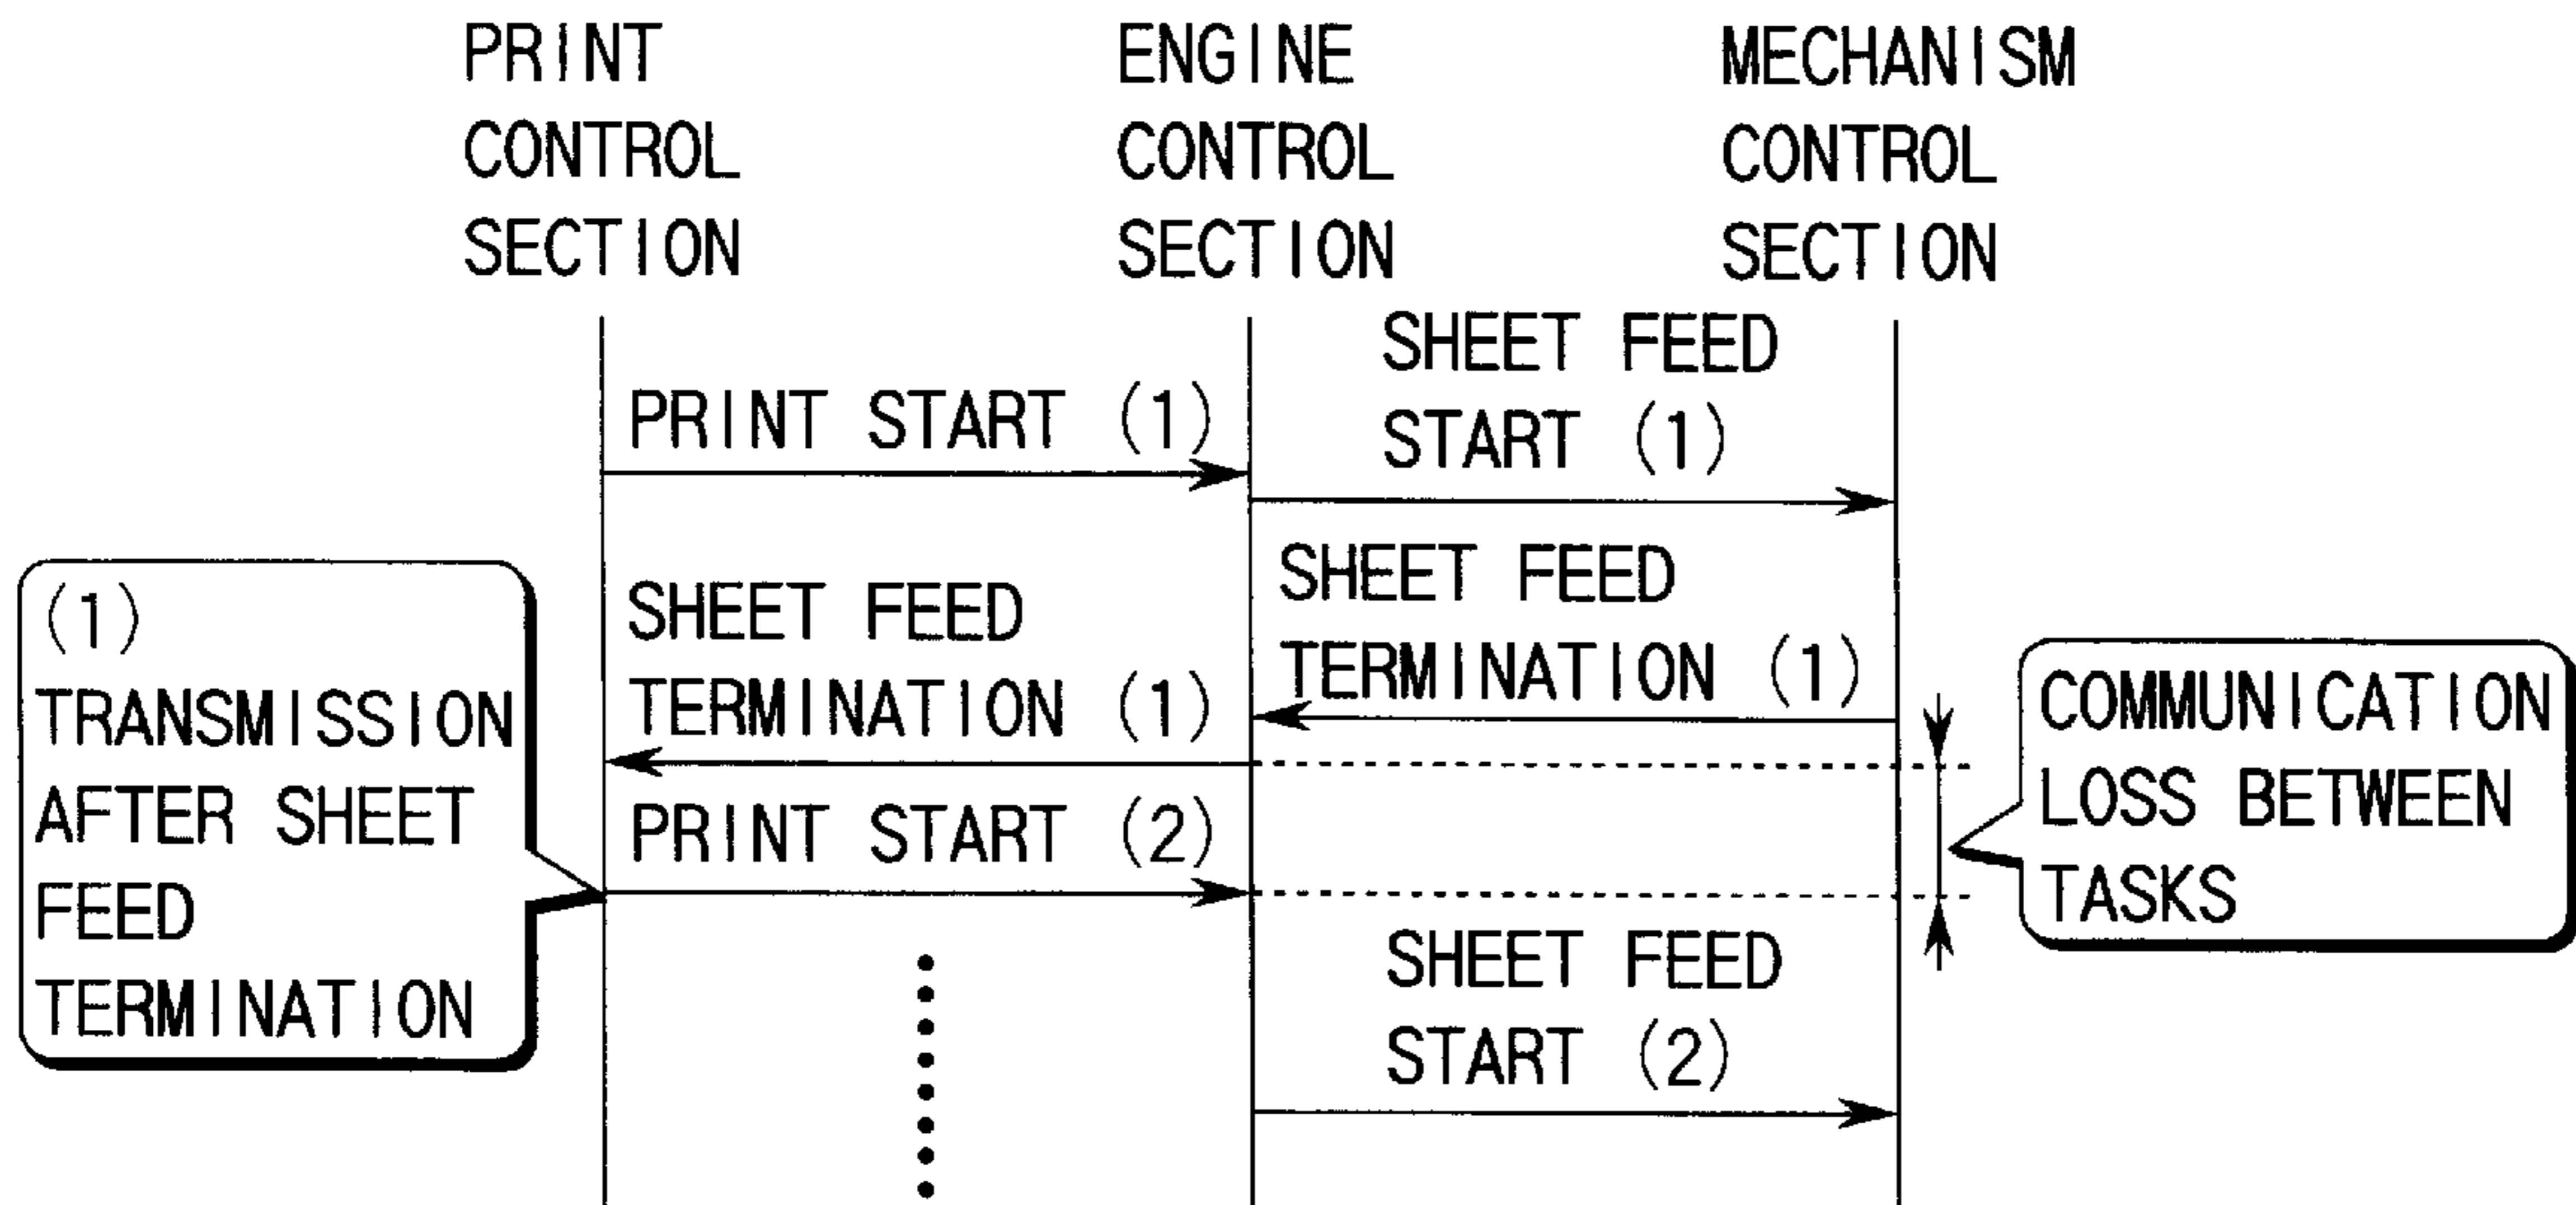 PRINT
CONTROL
SECTION
ENGINE
CONTROL
SECTION
MECHANISM
CONTROL
SECTION
PRINT START (1)
SHEET FEED
START (1)
SHEET FEED
TERMINATION (1)
SHEET FEED
TERMINATION (1)
(1)
TRANSMISSION
AFTER SHEET
FEED
TERMINATION
COMMUNICATION
LOSS BETWEEN
TASKS
PRINT START (2)
SHEET FEED
START (2)